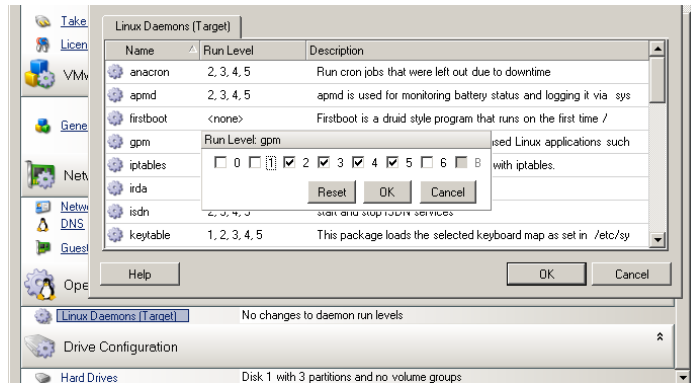 Take
Linux Daemons (Target)
Licen
Name Run Level Description
VMw
anacron 2, 3, 4, 5 Run cron jobs that were left out due to downtime
apmd 2, 3, 4, 5 apmd is used for monitoring battery status and logging it via sys
firstboot <none> Firstboot is a druid style program that runs on the first time /
Gene
gpm Run Level: gpm sed Linux applications such
iptables 0 1 2 3 4 5 6 B with iptables.
Netw
irda Reset OK Cancel
Netwo
isdn 2, 3, 4, 5 start and stop ISDN services
DNS
keytable 1, 2, 3, 4, 5 This package loads the selected keyboard map as set in /etc/sy
Guest
Help OK Cancel
Ope
Linux Daemons (Target) No changes to daemon run levels
Drive Configuration
Hard Drives Disk 1 with 3 partitions and no volume groups